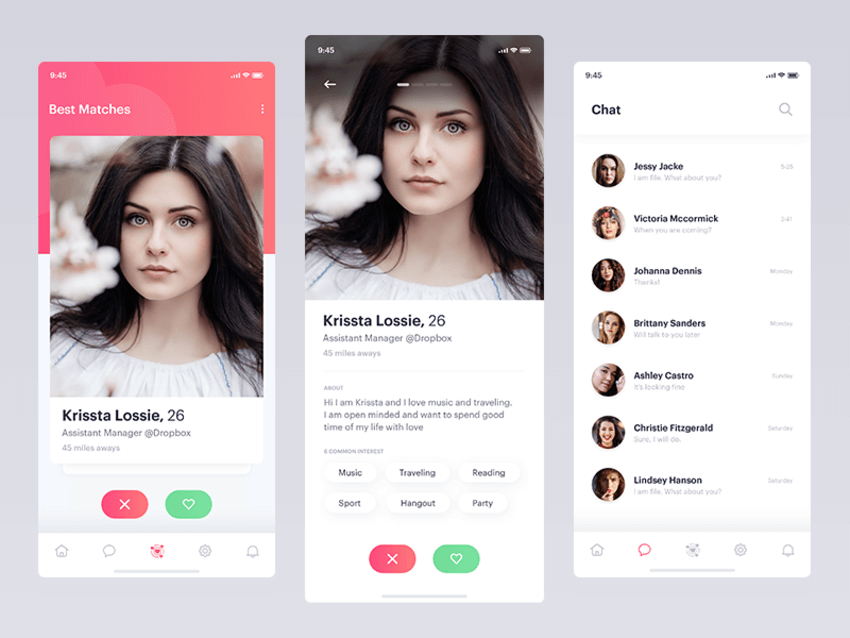 9:45
Best Matches
Krissta Lossie, 26
Assistant Manager @Dropbox
45 miles aways
9:45
Krissta Lossie, 26
Assistant Manager @Dropbox
45 miles aways
ABOUT
Hi I am Krissta and I love music and traveling.
I am open minded and want to spend good
time of my life with love
6 COMMON INTEREST
Music Traveling Reading
Sport Hangout Party
9:45
Chat
Jessy Jacke 5:25
I am file. What about you?
Victoria Mccormick 2:41
When you are coming?
Johanna Dennis Monday
Thanks!
Brittany Sanders Monday
Will talk to you later
Ashley Castro Sunday
It's looking fine
Christie Fitzgerald Saturday
Sure, I will do.
Lindsey Hanson Saturday
I am file. What about you?